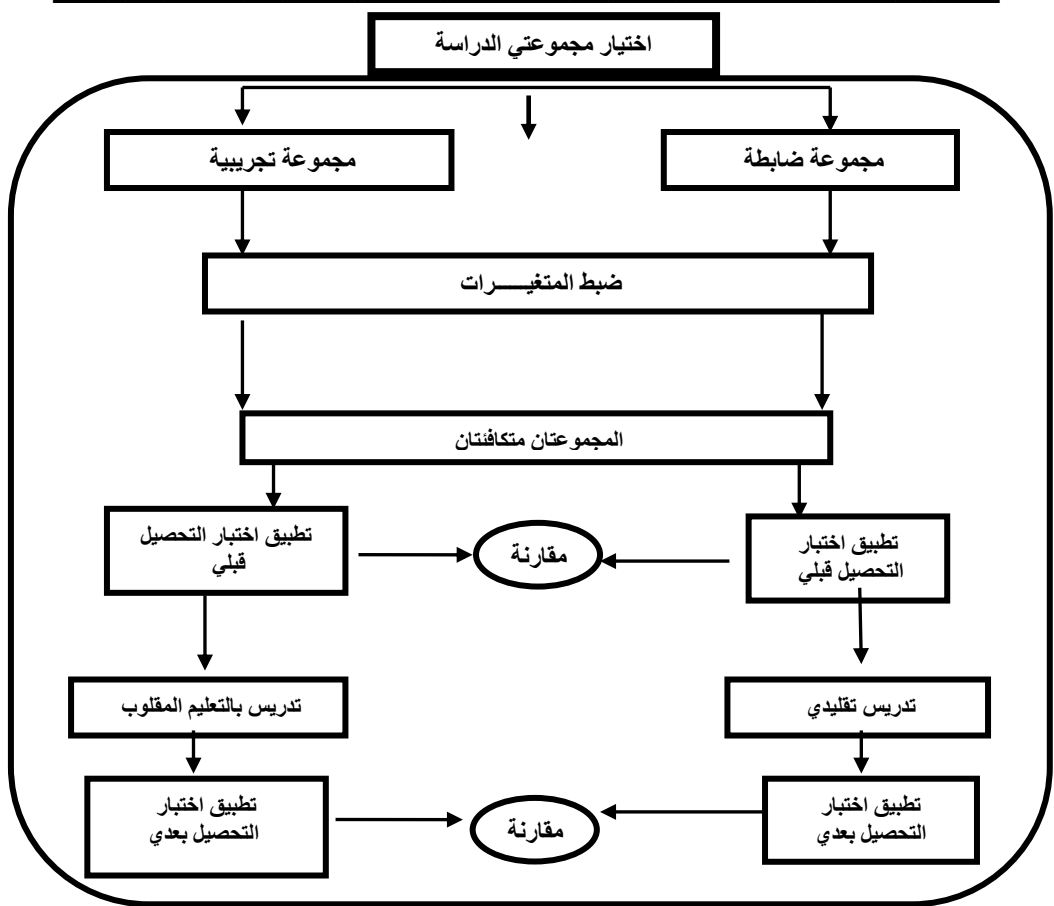 اختيار مجموعتي الدراسة
مجموعة ضابطة
مجموعة تجريبية
ضبط المتغيـــــرات
المجموعتان متكافئتان
تطبيق اختبار
التحصيل قبلي
مقارنة
تطبيق اختبار التحصيل
قبلي
تدريس تقليدي
تدريس بالتعليم المقلوب
تطبيق اختبار
التحصيل بعدي
مقارنة
تطبيق اختبار
التحصيل بعدي